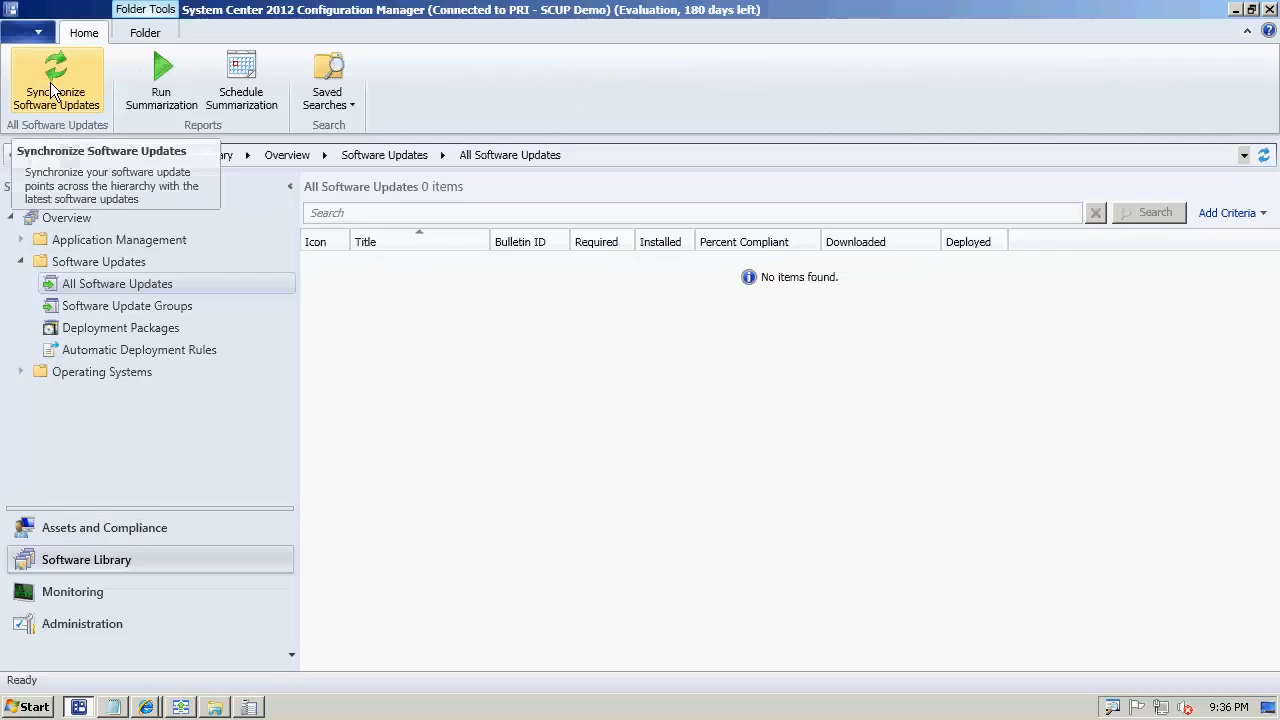 Folder Tools
System Center 2012 Configuration Manager (Connected to PRI - SCUP Demo) (Evaluation, 180 days left)
Home
Folder
Synchronize
Software Updates
Run
Summarization
Schedule
Summarization
Saved
Searches
All Software Updates
Reports
Search
Synchronize Software Updates
Synchronize your software update
points across the hierarchy with the
latest software updates
Overview
Software Updates
All Software Updates
Overview
Application Management
Software Updates
All Software Updates
Software Update Groups
Deployment Packages
Automatic Deployment Rules
Operating Systems
Assets and Compliance
Software Library
Monitoring
Administration
All Software Updates 0 items
Search
Search
Add Criteria
Icon
Title
Bulletin ID
Required
Installed
Percent Compliant
Downloaded
Deployed
No items found.
Ready
Start
9:36 PM